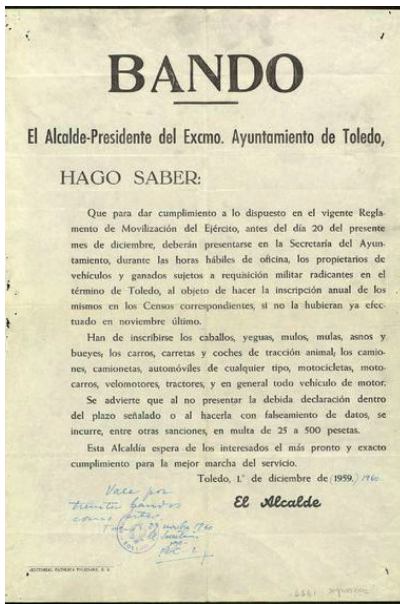 BANDO
El Alcalde-Presidente del Excmo. Ayuntamiento de Toledo,
HAGO SABER:
Que para dar cumplimiento a lo dispuesto en el vigente Regla-
mento de Movilización del Ejército, antes del día 20 del presente
mes de diciembre, deberán presentarse en la Secretaría del Ayun-
tamiento, durante las horas hábiles de oficina, los propietarios de
vehículos y ganados sujetos a requisición militar radicantes en el
término de Toledo, al objeto de hacer la inscripción anual de los
mismos en los Censos correspondientes, si no la hubieran ya efec-
tuado en noviembre último.
Han de inscribirse los caballos, yeguas, mulos, mulas, asnos y
bueyes; los carros, carretas y coches de tracción animal; los camio-
nes, camionetas, automóviles de cualquier tipo, motocicletas, moto-
carros, velomotores, tractores, y en general todo vehículo de motor.
Se advierte que al no presentar la debida declaración dentro
del plazo señalado o al hacerla con falseamiento de datos, se
incurre, entre otras sanciones, en multa de 25 a 500 pesetas.
Esta Alcaldía espera de los interesados el más pronto y exacto
cumplimiento para la mejor marcha del servicio.
Toledo, 1.º de diciembre de (1959.) 1960
El Alcalde
Vale por
treinta bandos
como este
1960
El Secretario